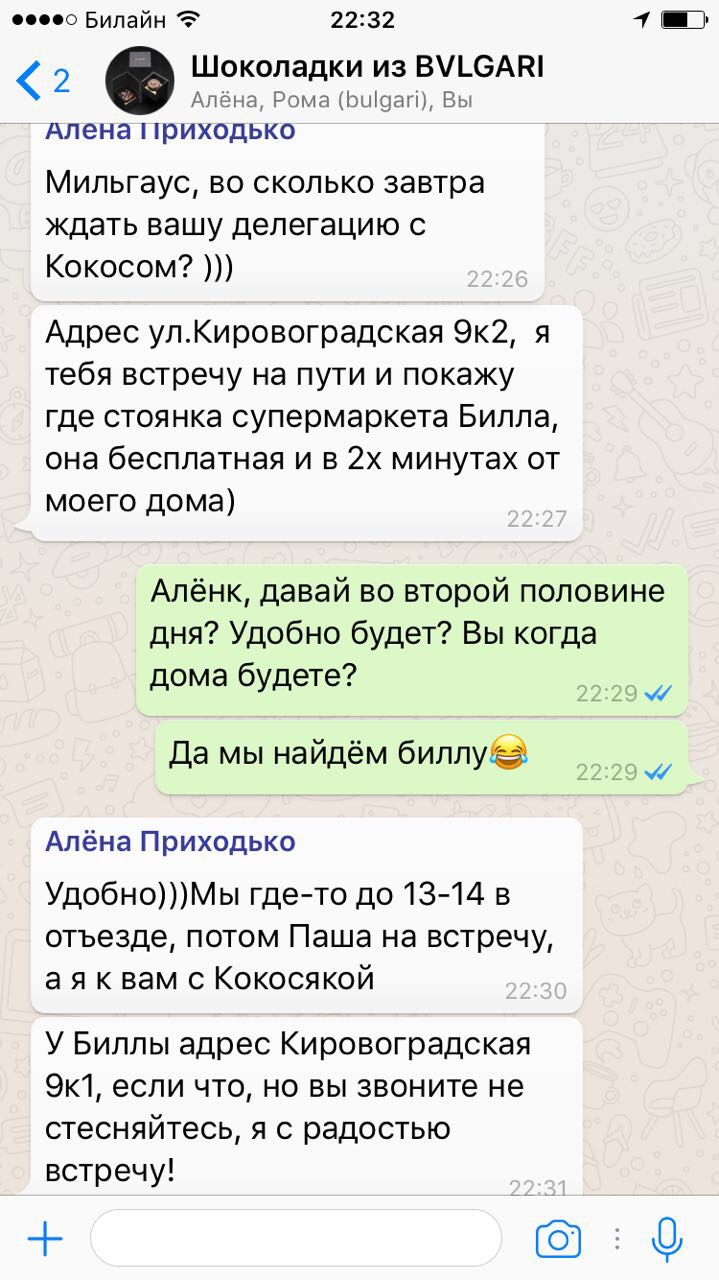 Билайн
22:32
2
Шоколадки из BVLGARI
Алёна, Рома (bulgari), Вы
Алёна Приходько
Мильгаус, во сколько завтра
ждать вашу делегацию с
Кокосом? )))
22:26
Адрес ул.Кировоградская 9к2, я
тебя встречу на пути и покажу
где стоянка супермаркета Билла,
она бесплатная и в 2х минутах от
моего дома)
22:27
Алёнк, давай во второй половине
дня? Удобно будет? Вы когда
дома будете?
22:29
Да мы найдём биллу😂
22:29
Алёна Приходько
Удобно)))Мы где-то до 13-14 в
отъезде, потом Паша на встречу,
а я к вам с Кокосякой
22:30
У Биллы адрес Кировоградская
9к1, если что, но вы звоните не
стесняйтесь, я с радостью
встречу!
22:31